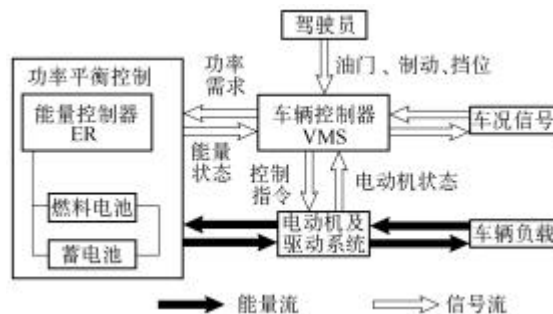 驾驶员
功率平衡控制
功率
需求
油门、制动、挡位
能量控制器
ER
车辆控制器
VMS
车况信号
能量
状态
控制
指令
电动机状态
燃料电池
电动机及
驱动系统
车辆负载
蓄电池
能量流
信号流